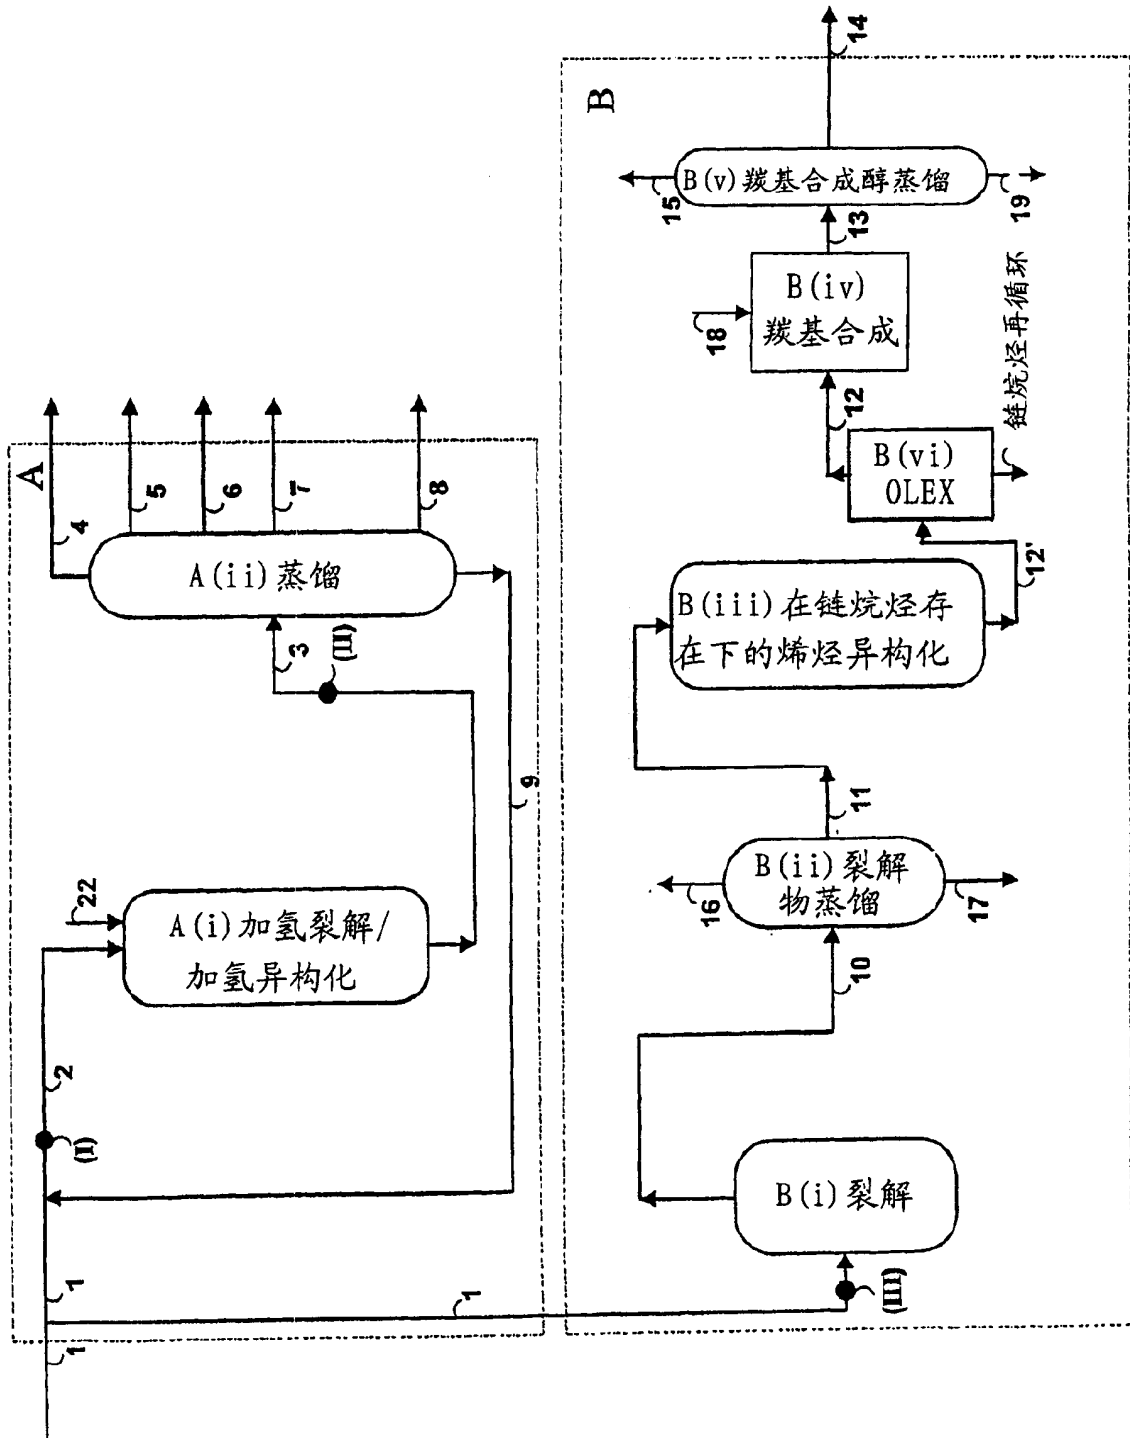 14
B
B(v)羰基合成醇蒸馏
15
19
13
B(iv)
羰基合成
18
链烷烃再循环
12
B(vi)
OLEX
12'
B(iii)在链烷烃存
在下的烯烃异构化
11
B(ii)裂解
物蒸馏
16
17
10
B(i)裂解
(III)
A
4
5
6
7
8
A(ii)蒸馏
3
(II)
9
22
A(i)加氢裂解/
加氢异构化
2
(I)
1
1
1